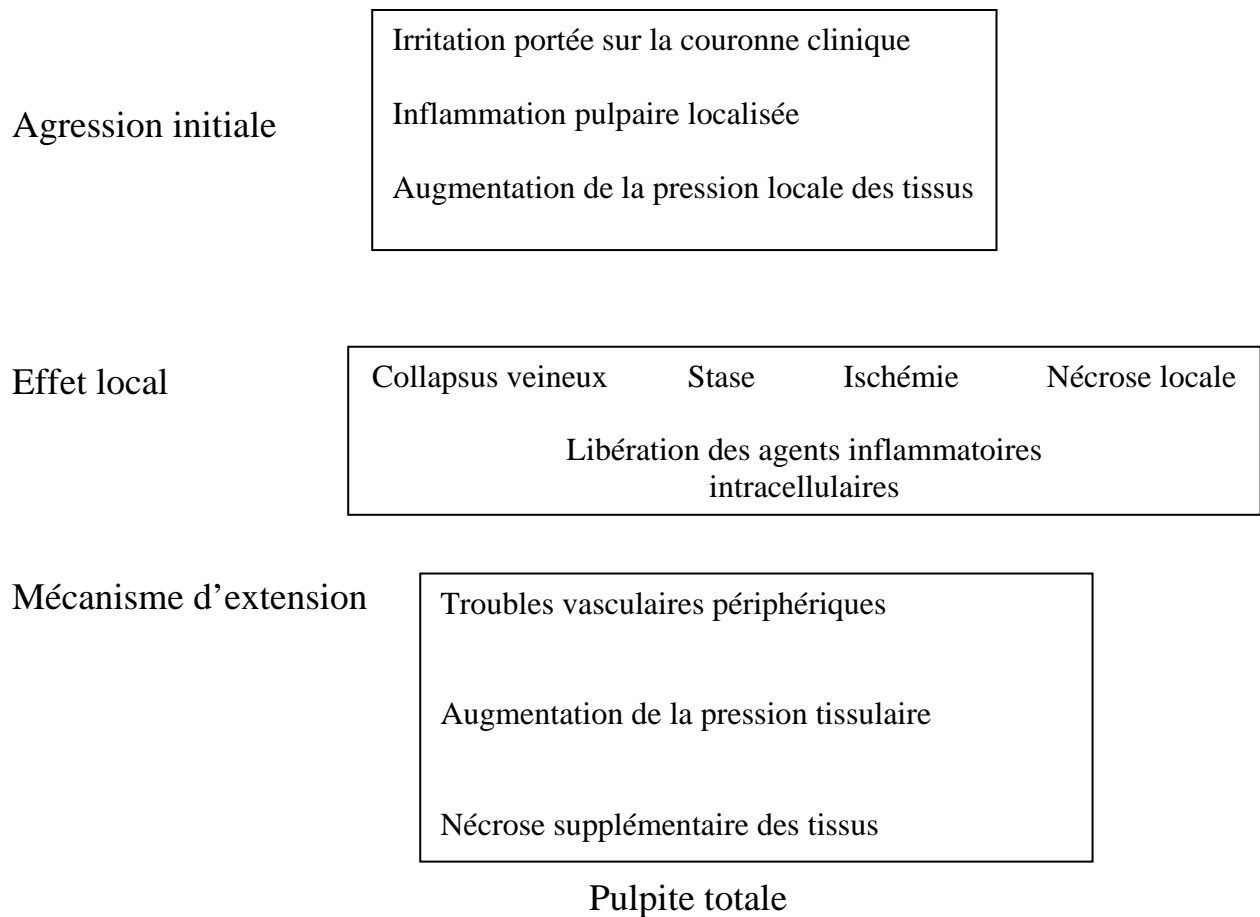 Irritation portée sur la couronne clinique
Agression initiale
Inflammation pulpaire localisée
Augmentation de la pression locale des tissus
Effet local
Collapsus veineux Stase Ischémie Nécrose locale
Libération des agents inflammatoires
intracellulaires
Mécanisme d’extension
Troubles vasculaires périphériques
Augmentation de la pression tissulaire
Nécrose supplémentaire des tissus
Pulpite totale